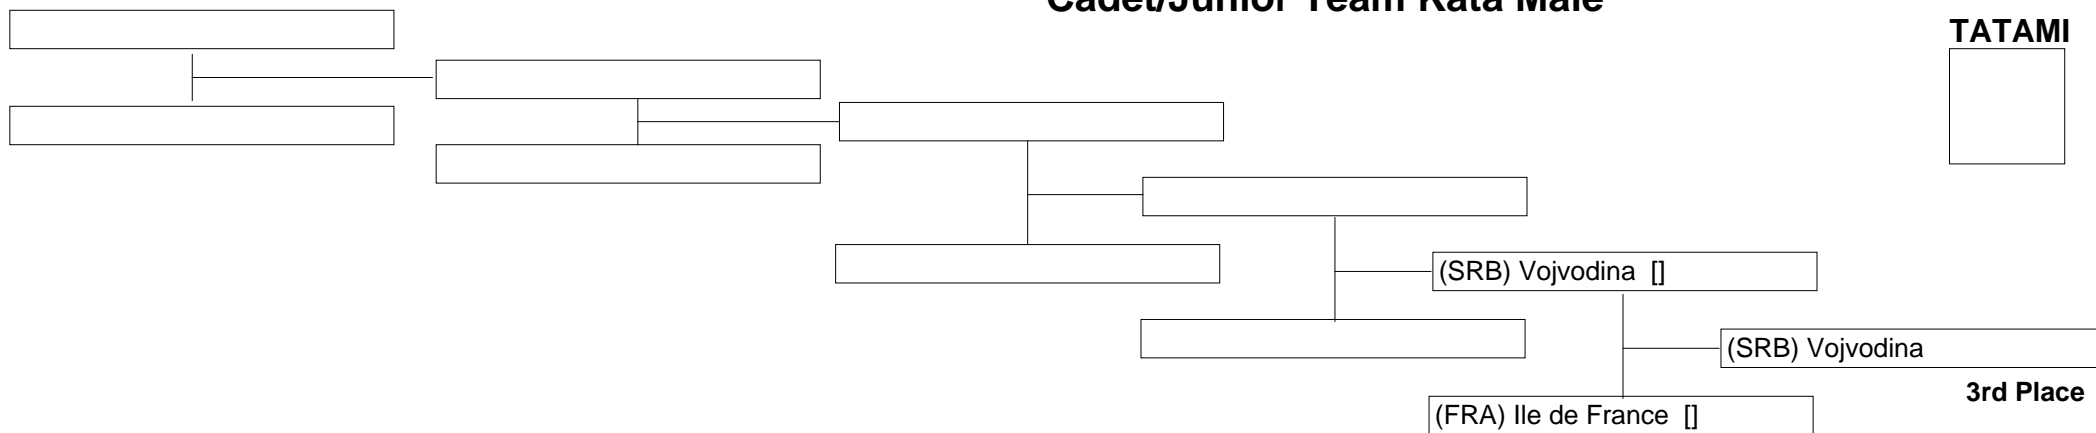 Cadet/Junior Team Kata Male
TATAMI
(SRB) Vojvodina []
(SRB) Vojvodina
3rd Place
(FRA) Ile de France []